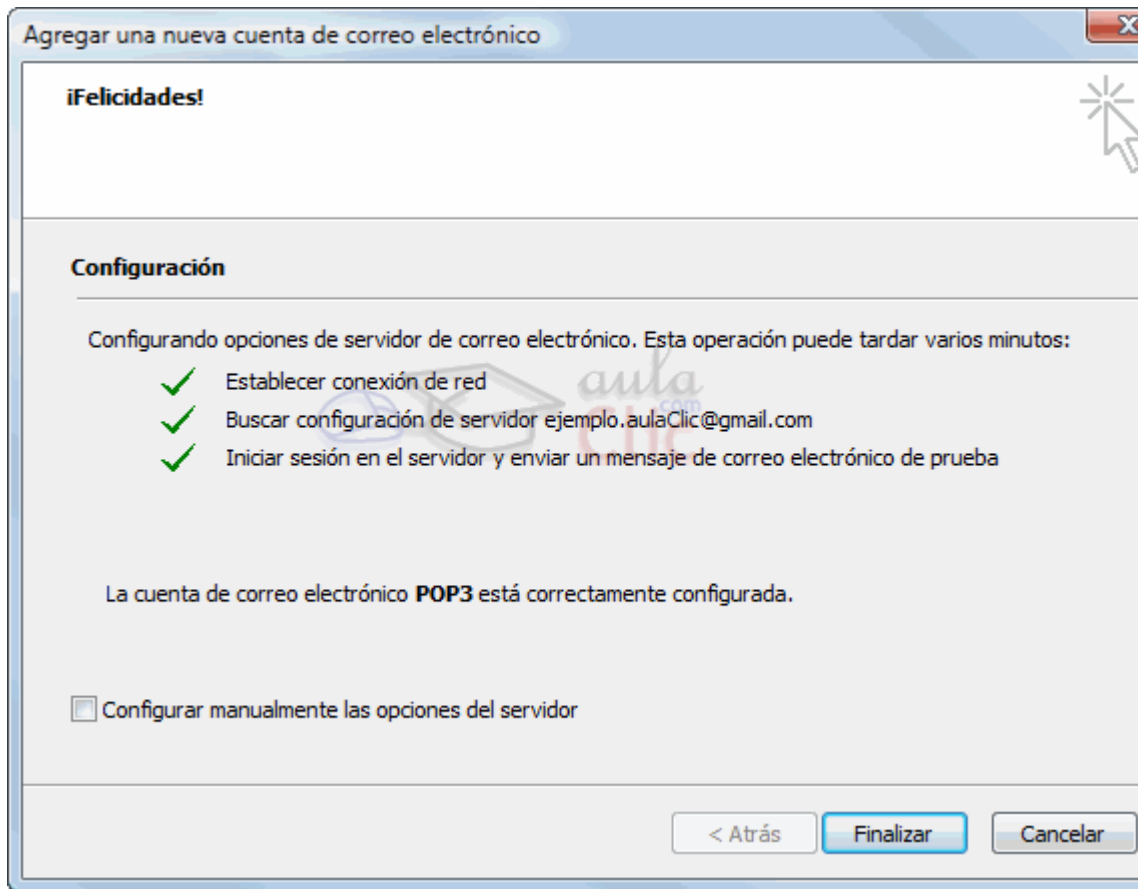 Agregar una nueva cuenta de correo electrónico
X
¡Felicidades!
Configuración
Configurando opciones de servidor de correo electrónico. Esta operación puede tardar varios minutos:
Establecer conexión de red
Buscar configuración de servidor ejemplo.aulaClic@gmail.com
Iniciar sesión en el servidor y enviar un mensaje de correo electrónico de prueba
aula
Clic
com
La cuenta de correo electrónico POP3 está correctamente configurada.
Configurar manualmente las opciones del servidor
< Atrás Finalizar Cancelar